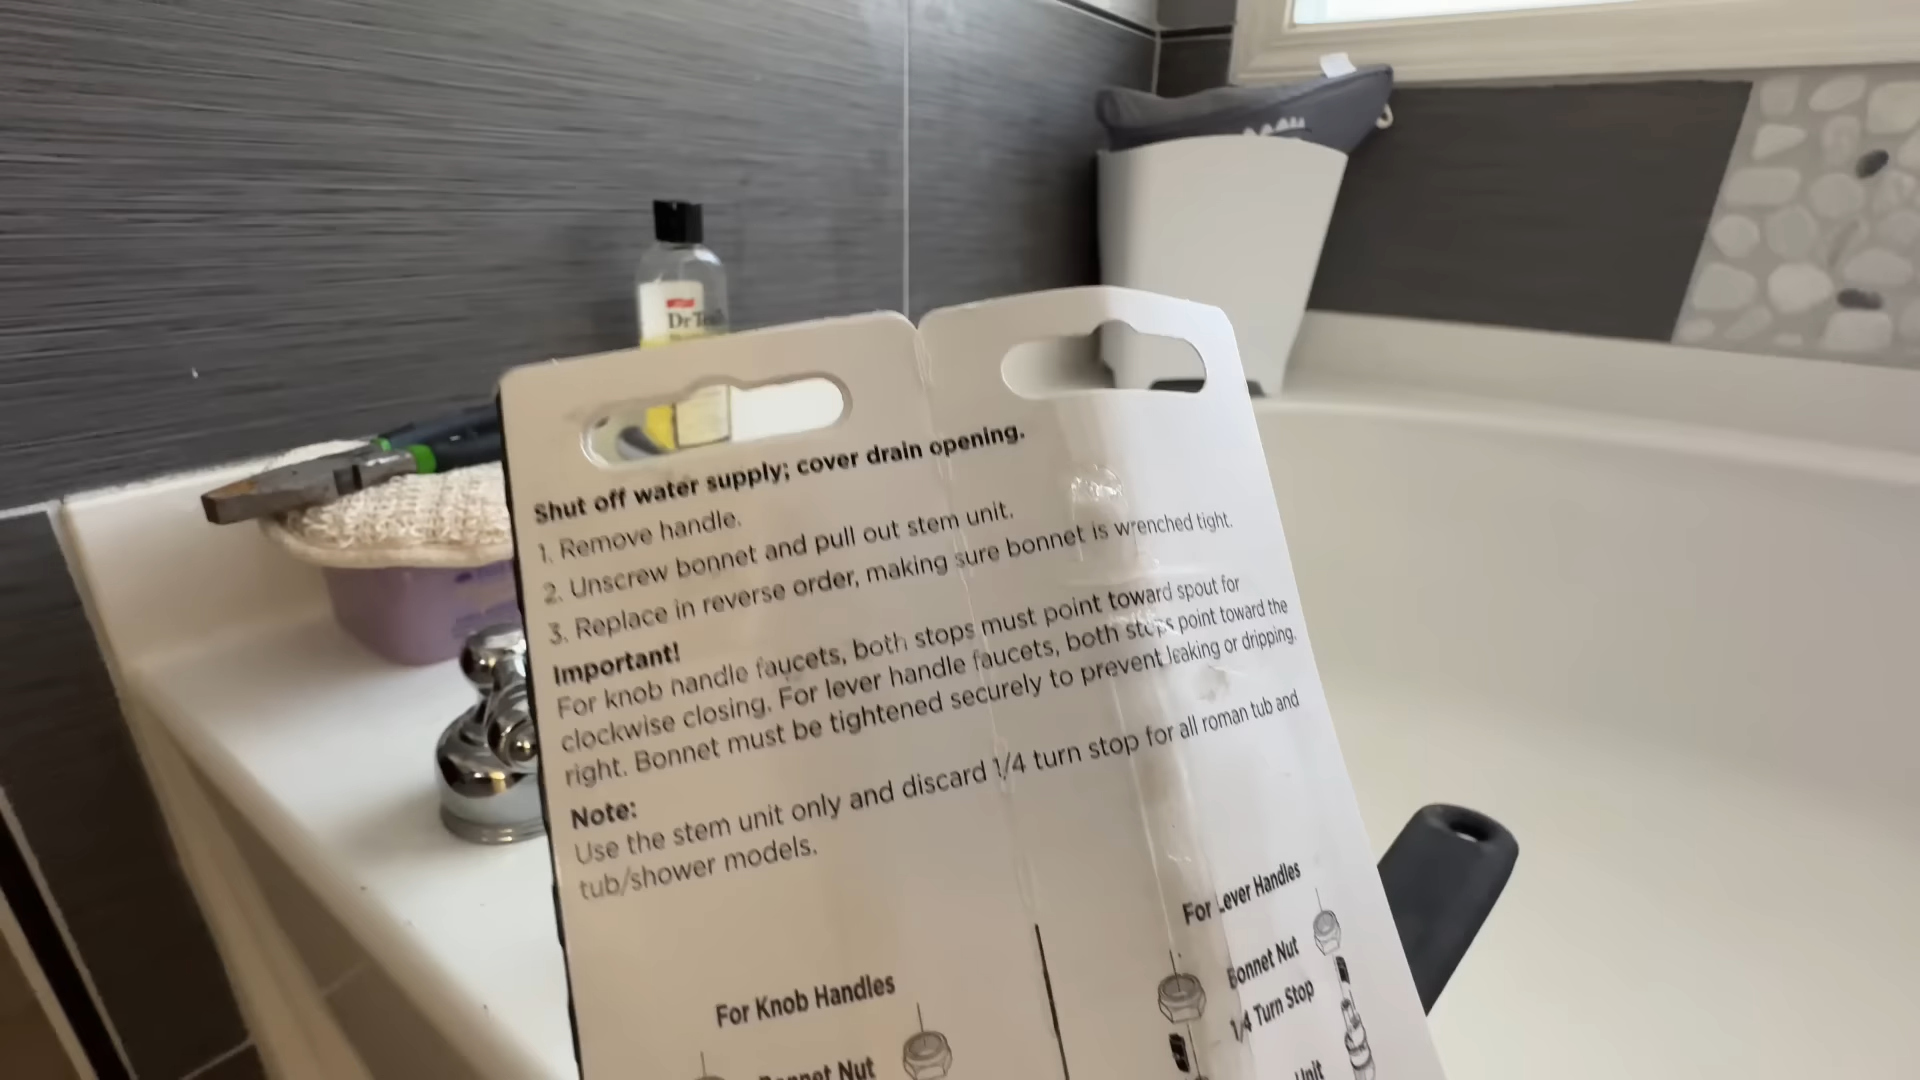 Dr
Shut off water supply; cover drain opening.
1. Remove handle.
2. Unscrew bonnet and pull out stem unit.
3. Replace in reverse order, making sure bonnet is wrenched tight.
Important!
For knob handle faucets, both stops must point toward spout for
clockwise closing. For lever handle faucets, both stops point toward the
right. Bonnet must be tightened securely to prevent leaking or dripping.
Note:
Use the stem unit only and discard 1/4 turn stop for all roman tub and
tub/shower models.
For Lever Handles
Bonnet Nut
1/4 Turn Stop
Unit
For Knob Handles
Bonnet Nut